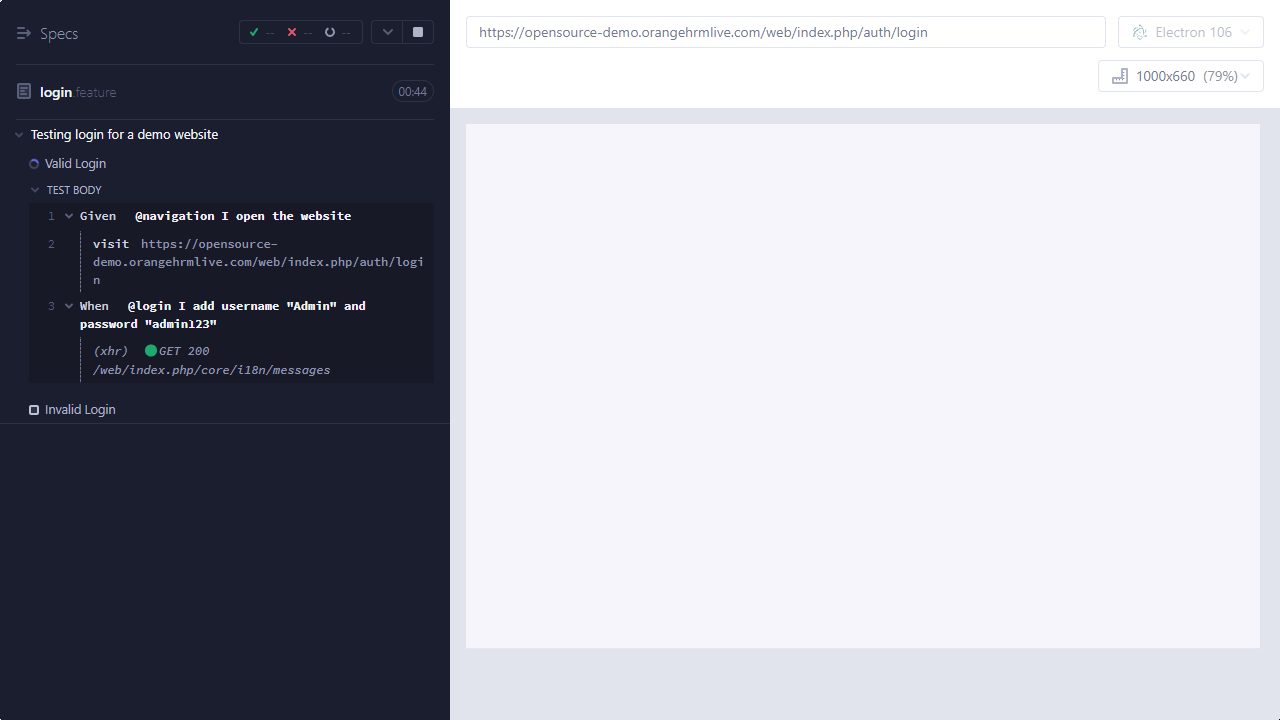 Specs
--
--
--
login.feature
00:44
Testing login for a demo website
Valid Login
TEST BODY
1 Given @navigation I open the website
2 visit https://opensource-
demo.orangehrmlive.com/web/index.php/auth/logi
n
3 When @login I add username "Admin" and
password "admin123"
(xhr) GET 200
/web/index.php/core/i18n/messages
Invalid Login
https://opensource-demo.orangehrmlive.com/web/index.php/auth/login
Electron 106
1000x660 (79%)